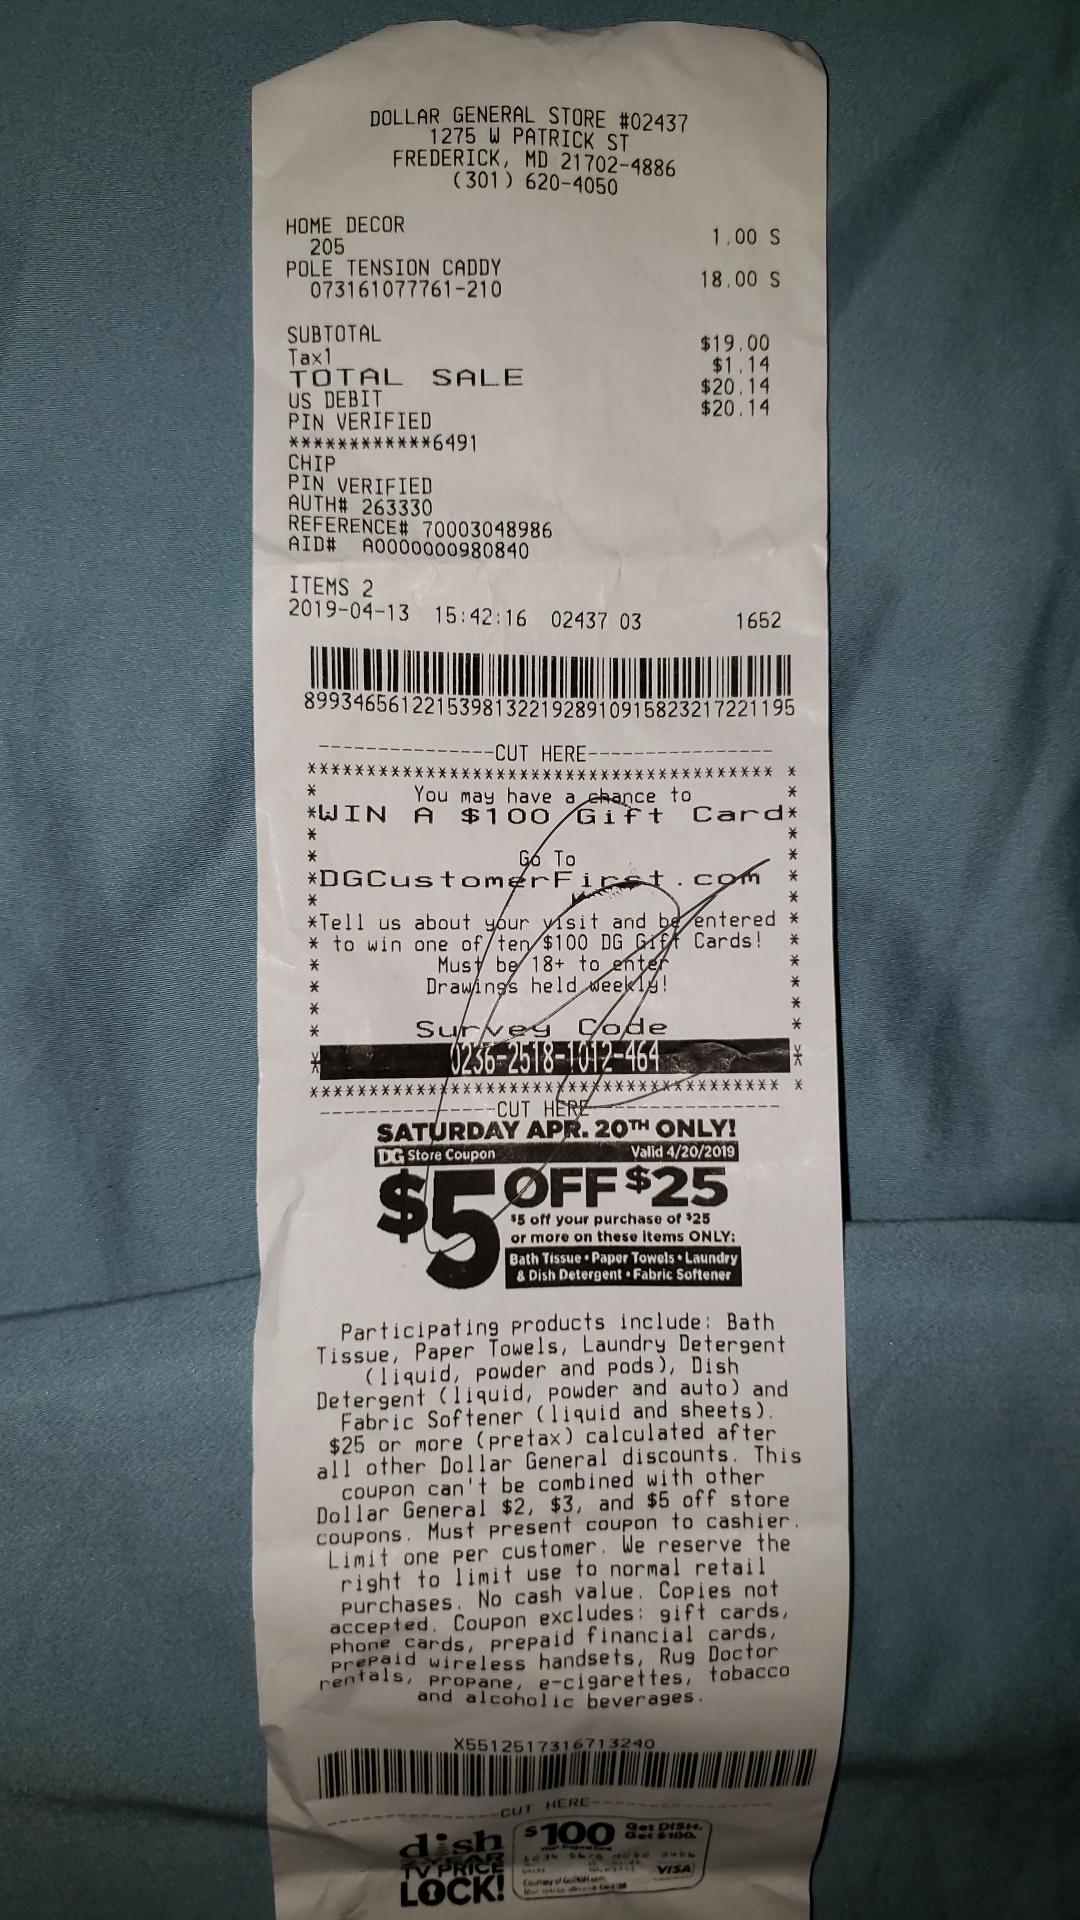 DOLLAR GENERAL STORE #02437
1275 W PATRICK ST
FREDERICK, MD 21702-4886
(301) 620-4050
HOME DECOR
205 1.00 S
POLE TENSION CADDY
073161077761-210 18.00 S
SUBTOTAL $19.00
Tax1 $1.14
TOTAL SALE $20.14
US DEBIT $20.14
PIN VERIFIED
************6491
CHIP
PIN VERIFIED
AUTH# 263330
REFERENCE# 70003048986
AID# A0000000980840
ITEMS 2
2019-04-13 15:42:16 02437 03 1652
899346561221539813221928910915823217221195
---------------CUT HERE----------------
***************************************
* You may have a chance to *
*WIN A $100 Gift Card*
* *
* Go To *
*DGCustomerFirst.com *
* *
*Tell us about your visit and be entered *
* to win one of ten $100 DG Gift Cards! *
* Must be 18+ to enter *
* Drawings held weekly! *
* *
* Survey Code *
* 0236-2518-1012-464 *
***************************************
---------------CUT HERE----------------
SATURDAY APR. 20TH ONLY!
DG Store Coupon Valid 4/20/2019
$5 OFF $25
$5 off your purchase of $25
or more on these items ONLY:
Bath Tissue • Paper Towels • Laundry
& Dish Detergent • Fabric Softener
Participating products include: Bath
Tissue, Paper Towels, Laundry Detergent
(liquid, powder and pods), Dish
Detergent (liquid, powder and auto) and
Fabric Softener (liquid and sheets).
$25 or more (pretax) calculated after
all other Dollar General discounts. This
coupon can't be combined with other
Dollar General $2, $3, and $5 off store
coupons. Must present coupon to cashier.
Limit one per customer. We reserve the
right to limit use to normal retail
purchases. No cash value. Copies not
accepted. Coupon excludes: gift cards,
phone cards, prepaid financial cards,
prepaid wireless handsets, Rug Doctor
rentals, propane, e-cigarettes, tobacco
and alcoholic beverages.
X5512517316713240
---------------CUT HERE----------------
dish
2-YEAR
TV PRICE
LOCK!
$100
Get DISH.
Get $100.
VISA